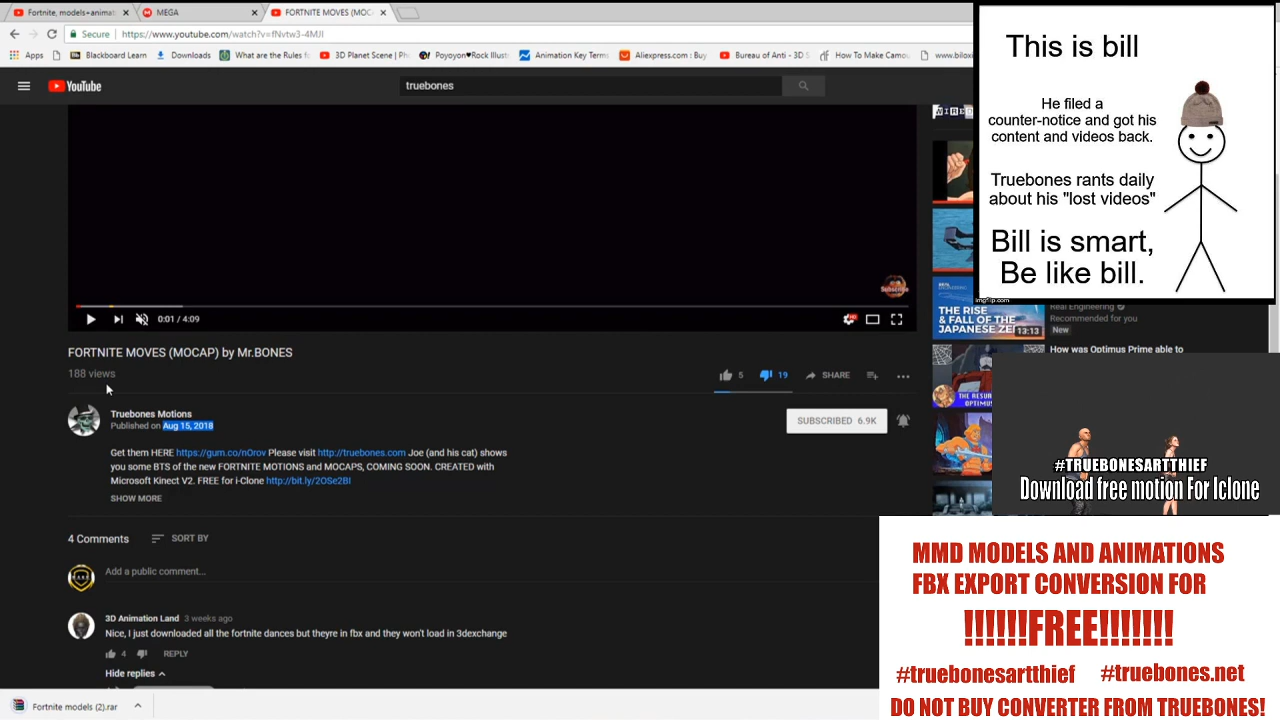 Fortnite, models+animat
MEGA
FORTNITE MOVES (MOC
Secure
https://www.youtube.com/watch?v=fNvtw3-4MJI
Apps
Blackboard Learn
Downloads
What are the Rules f
3D Planet Scene | Ph
Poyoyon♥Rock Illust
Animation Key Terms
Aliexpress.com : Buy
Bureau of Anti - 3D S
How To Make Camo
www.biloxi
YouTube
truebones
This is bill
He filed a
counter-notice and got his
content and videos back.
Truebones rants daily
about his "lost videos"
Bill is smart,
Be like bill.
imgflip.com
Subscribe
0:01 / 4:09
THE RISE
& FALL OF THE
JAPANESE ZE
13:13
Real Engineering
Recommended for you
New
How was Optimus Prime able to
FORTNITE MOVES (MOCAP) by Mr.BONES
188 views
5
19
SHARE
THE RESUR
OPTIMUS
Truebones Motions
Published on Aug 15, 2018
SUBSCRIBED 6.9K
Get them HERE https://gum.co/nOrov Please visit http://truebones.com Joe (and his cat) shows
you some BTS of the new FORTNITE MOTIONS and MOCAPS, COMING SOON. CREATED with
Microsoft Kinect V2. FREE for i-Clone http://bit.ly/2OSe2BI
SHOW MORE
#TRUEBONESARTTHIEF
Download free motion For Iclone
4 Comments
SORT BY
Add a public comment...
3D Animation Land 3 weeks ago
Nice, I just downloaded all the fortnite dances but theyre in fbx and they won't load in 3dexchange
4
REPLY
Hide replies
MMD MODELS AND ANIMATIONS
FBX EXPORT CONVERSION FOR
!!!!!!FREE!!!!!!!
#truebonesartthief
#truebones.net
DO NOT BUY CONVERTER FROM TRUEBONES!
Fortnite models (2).rar